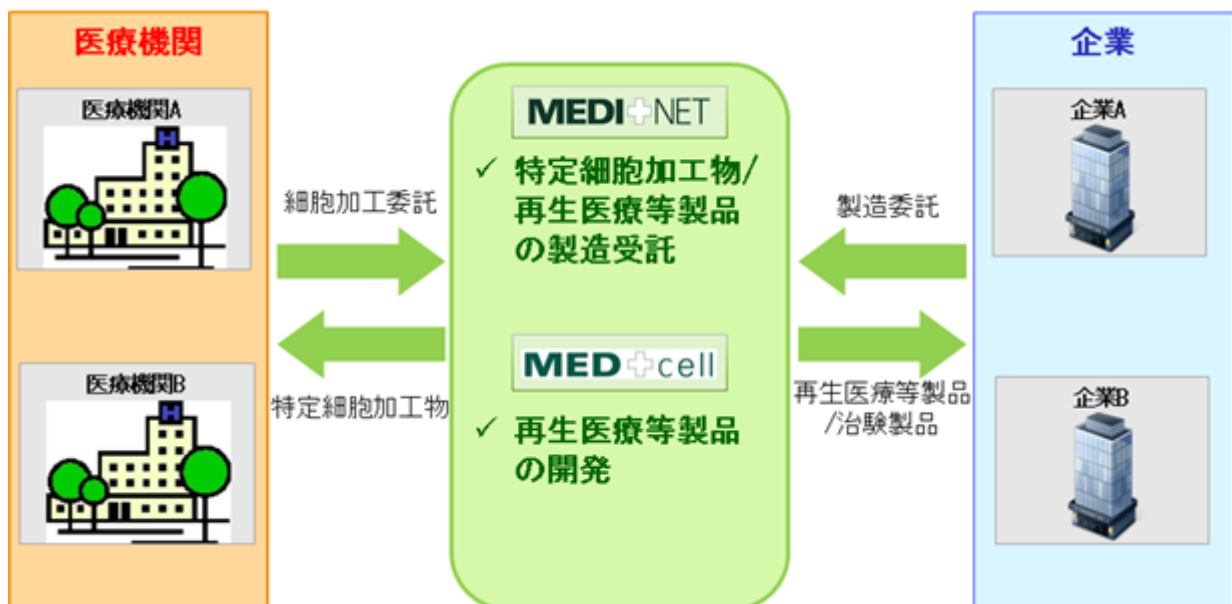 医療機関
医療機関A
H
医療機関B
H
細胞加工委託
特定細胞加工物
MEDI+NET
✓ 特定細胞加工物/
再生医療等製品
の製造受託
MED+cell
✓ 再生医療等製品
の開発
製造委託
再生医療等製品
/治験製品
企業
企業A
企業B